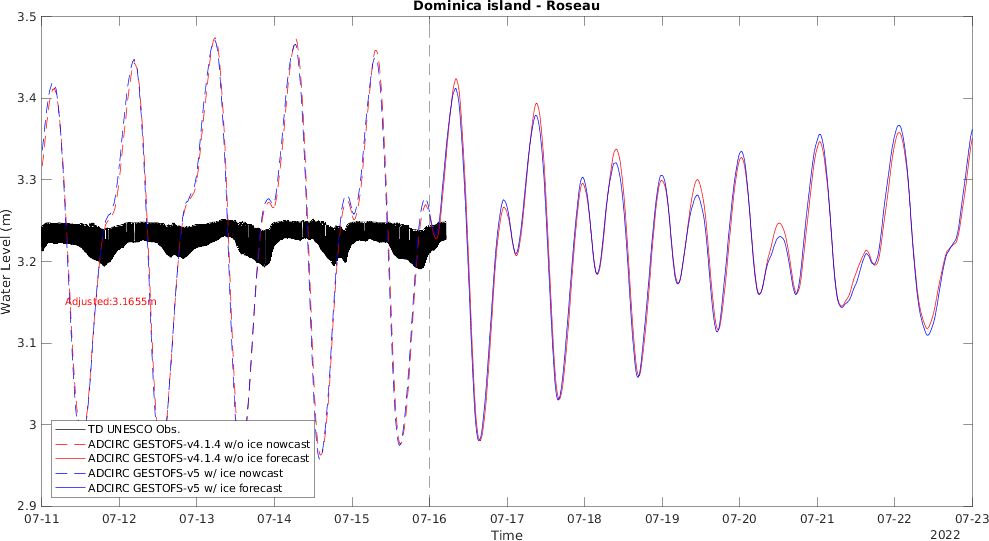 Dominica island - Roseau
Water Level (m)
3.5
3.4
3.3
3.2
3.1
3
2.9
Adjusted:3.1655m
TD UNESCO Obs.
ADCIRC GESTOFS-v4.1.4 w/o ice nowcast
ADCIRC GESTOFS-v4.1.4 w/o ice forecast
ADCIRC GESTOFS-v5 w/ ice nowcast
ADCIRC GESTOFS-v5 w/ ice forecast
07-11 07-12 07-13 07-14 07-15 07-16 07-17 07-18 07-19 07-20 07-21 07-22 07-23
Time
2022